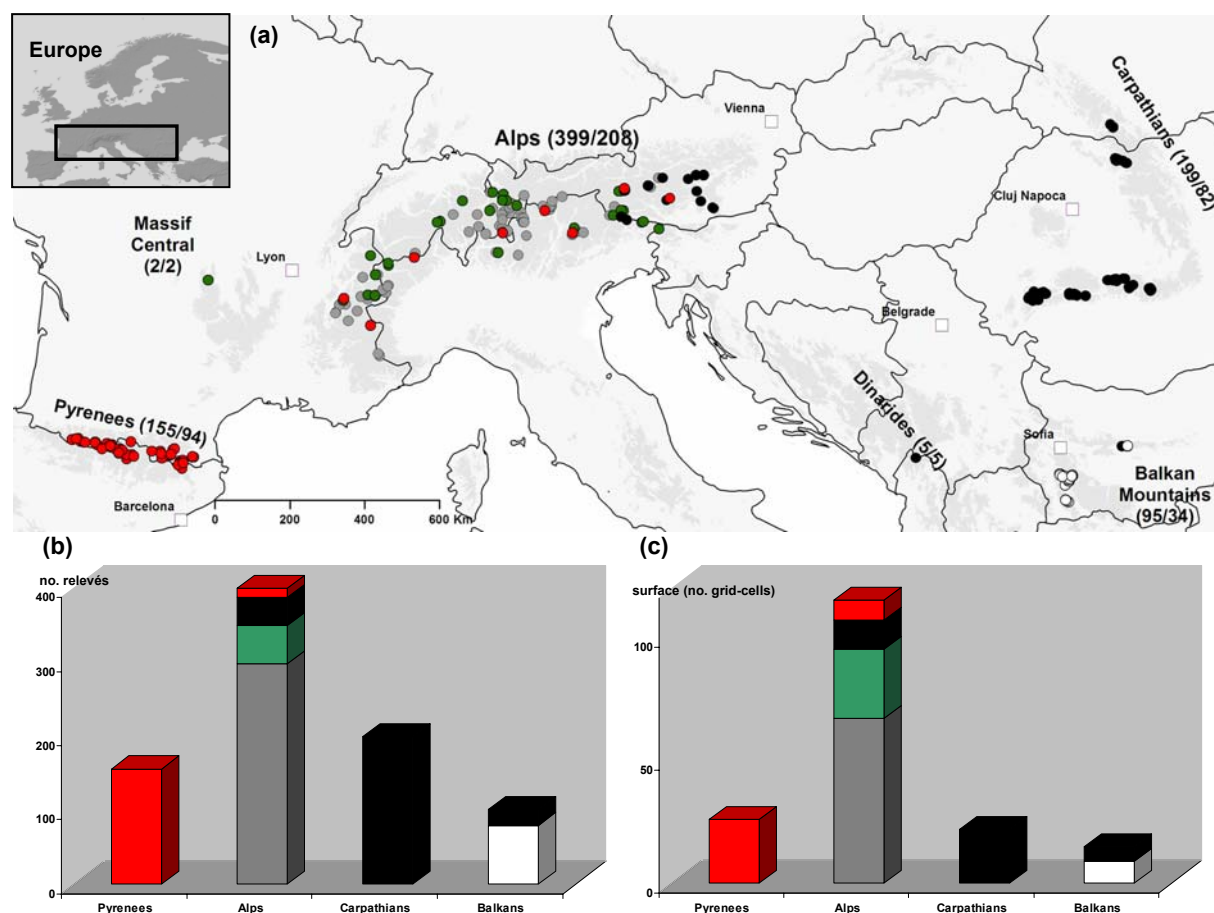 Europe
(a)
Vienna
Alps (399/208)
Carpathians (199/82)
Cluj Napoca
Massif
Central
(2/2)
Lyon
Belgrade
Dinarides (5/5)
Pyrenees (155/94)
Sofia
Balkan
Mountains
(95/34)
Barcelona
0 200 400 600 Km
(b)
no. relevés
400
300
200
100
0
Pyrenees Alps Carpathians Balkans
(c)
surface (no. grid-cells)
100
50
0
Pyrenees Alps Carpathians Balkans